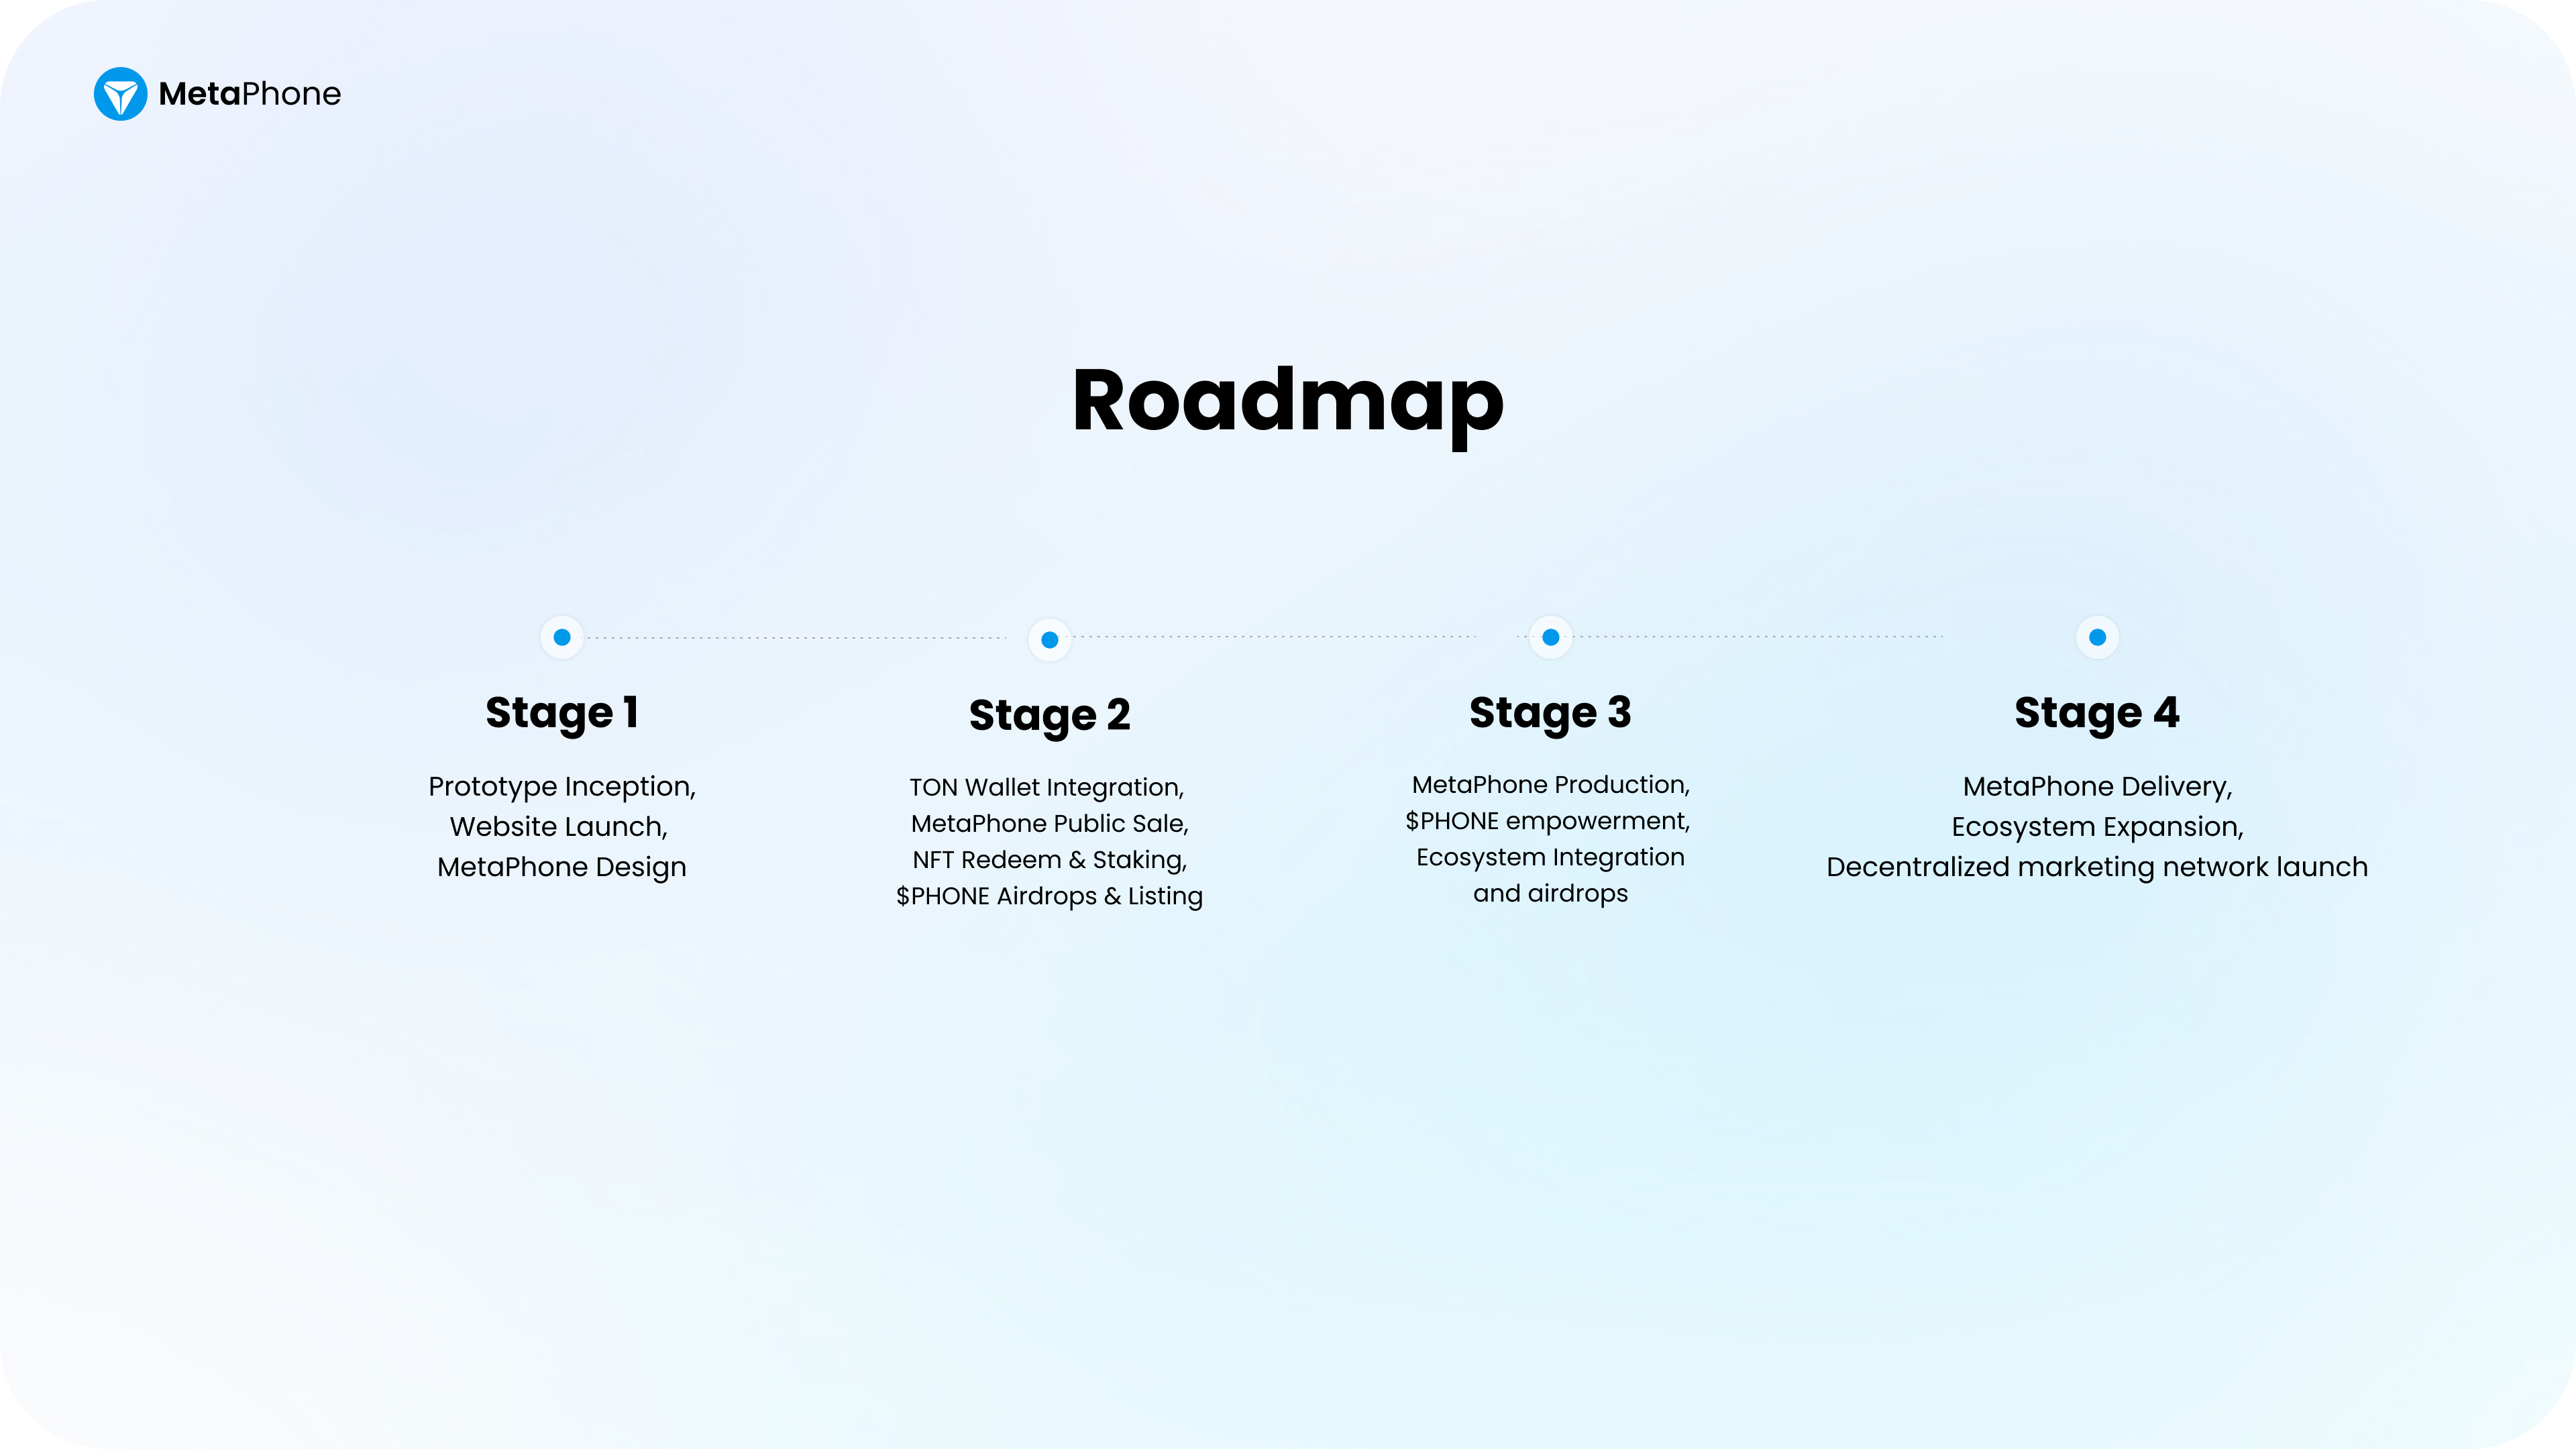 MetaPhone
Roadmap
Stage 1
Prototype Inception,
Website Launch,
MetaPhone Design
Stage 2
TON Wallet Integration,
MetaPhone Public Sale,
NFT Redeem & Staking,
$PHONE Airdrops & Listing
Stage 3
MetaPhone Production,
$PHONE empowerment,
Ecosystem Integration
and airdrops
Stage 4
MetaPhone Delivery,
Ecosystem Expansion,
Decentralized marketing network launch